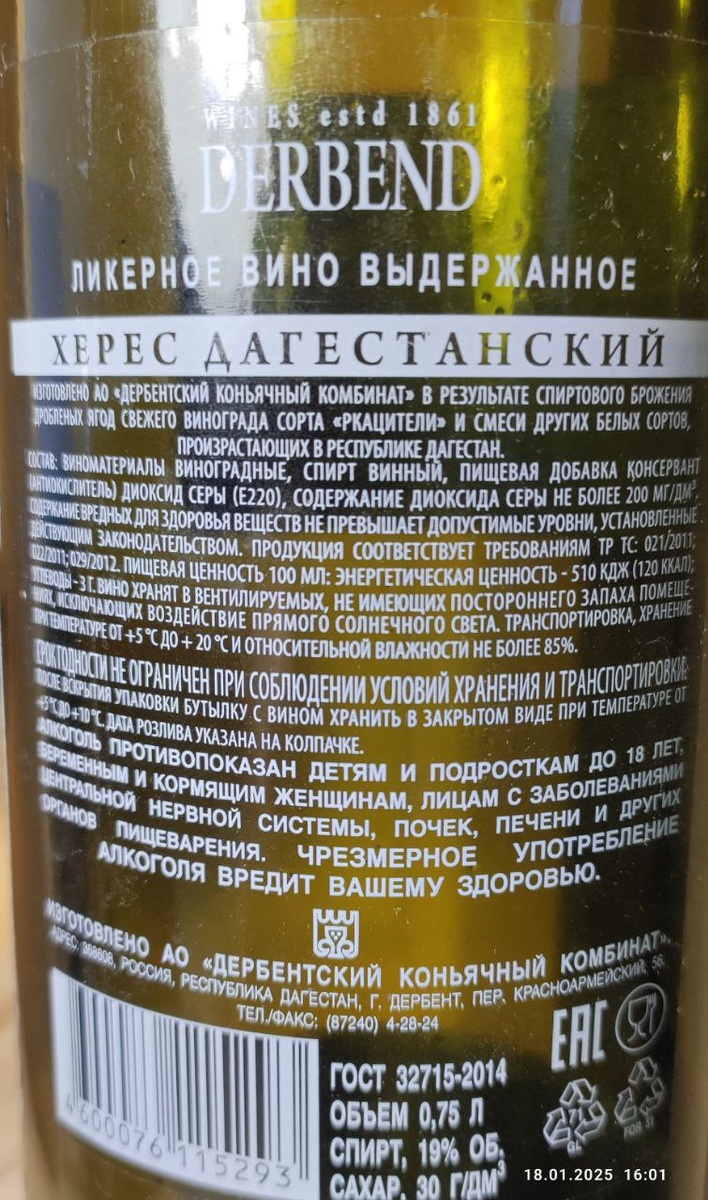 WINES estd 1861
DERBEND
ЛИКЕРНОЕ ВИНО ВЫДЕРЖАННОЕ
ХЕРЕС ДАГЕСТАНСКИЙ
ИЗГОТОВЛЕНО АО «ДЕРБЕНТСКИЙ КОНЬЯЧНЫЙ КОМБИНАТ» В РЕЗУЛЬТАТЕ СПИРТОВОГО БРОЖЕНИЯ
ДРОБЛЕНЫХ ЯГОД СВЕЖЕГО ВИНОГРАДА СОРТА «РКАЦИТЕЛИ» И СМЕСИ ДРУГИХ БЕЛЫХ СОРТОВ,
ПРОИЗРАСТАЮЩИХ В РЕСПУБЛИКЕ ДАГЕСТАН.
СОСТАВ: ВИНОМАТЕРИАЛЫ ВИНОГРАДНЫЕ, СПИРТ ВИННЫЙ, ПИЩЕВАЯ ДОБАВКА КОНСЕРВАНТ
(АНТИОКИСЛИТЕЛЬ) ДИОКСИД СЕРЫ (Е220), СОДЕРЖАНИЕ ДИОКСИДА СЕРЫ НЕ БОЛЕЕ 200 МГ/ДМ³
СОДЕРЖАНИЕ ВРЕДНЫХ ДЛЯ ЗДОРОВЬЯ ВЕЩЕСТВ НЕ ПРЕВЫШАЕТ ДОПУСТИМЫЕ УРОВНИ, УСТАНОВЛЕННЫЕ
ДЕЙСТВУЮЩИМ ЗАКОНОДАТЕЛЬСТВОМ. ПРОДУКЦИЯ СООТВЕТСТВУЕТ ТРЕБОВАНИЯМ ТР ТС: 021/2011;
022/2011; 029/2012. ПИЩЕВАЯ ЦЕННОСТЬ 100 МЛ: ЭНЕРГЕТИЧЕСКАЯ ЦЕННОСТЬ - 510 КДЖ (120 ККАЛ);
УГЛЕВОДЫ - 3 Г. ВИНО ХРАНЯТ В ВЕНТИЛИРУЕМЫХ, НЕ ИМЕЮЩИХ ПОСТОРОННЕГО ЗАПАХА ПОМЕЩЕ-
НИЯХ, ИСКЛЮЧАЮЩИХ ВОЗДЕЙСТВИЕ ПРЯМОГО СОЛНЕЧНОГО СВЕТА. ТРАНСПОРТИРОВКА, ХРАНЕНИЕ
ПРИ ТЕМПЕРАТУРЕ ОТ +5 °С ДО + 20 °С И ОТНОСИТЕЛЬНОЙ ВЛАЖНОСТИ НЕ БОЛЕЕ 85%.
СРОК ГОДНОСТИ НЕ ОГРАНИЧЕН ПРИ СОБЛЮДЕНИИ УСЛОВИЙ ХРАНЕНИЯ И ТРАНСПОРТИРОВКИ.
ПОСЛЕ ВСКРЫТИЯ УПАКОВКИ БУТЫЛКУ С ВИНОМ ХРАНИТЬ В ЗАКРЫТОМ ВИДЕ ПРИ ТЕМПЕРАТУРЕ ОТ
+5 °С ДО +10 °С. ДАТА РОЗЛИВА УКАЗАНА НА КОЛПАЧКЕ.
АЛКОГОЛЬ ПРОТИВОПОКАЗАН ДЕТЯМ И ПОДРОСТКАМ ДО 18 ЛЕТ,
БЕРЕМЕННЫМ И КОРМЯЩИМ ЖЕНЩИНАМ, ЛИЦАМ С ЗАБОЛЕВАНИЯМИ
ЦЕНТРАЛЬНОЙ НЕРВНОЙ СИСТЕМЫ, ПОЧЕК, ПЕЧЕНИ И ДРУГИХ
ОРГАНОВ ПИЩЕВАРЕНИЯ. ЧРЕЗМЕРНОЕ УПОТРЕБЛЕНИЕ
АЛКОГОЛЯ ВРЕДИТ ВАШЕМУ ЗДОРОВЬЮ.
ИЗГОТОВЛЕНО АО «ДЕРБЕНТСКИЙ КОНЬЯЧНЫЙ КОМБИНАТ».
АДРЕС: 368608, РОССИЯ, РЕСПУБЛИКА ДАГЕСТАН, Г. ДЕРБЕНТ, ПЕР. КРАСНОАРМЕЙСКИЙ, 56.
ТЕЛ./ФАКС: (87240) 4-28-24
EAC
ГОСТ 32715-2014
ОБЪЕМ 0,75 Л
СПИРТ, 19% ОБ.
САХАР, 30 Г/ДМ³
4600076 115293
71
GL
FOR 51
18.01.2025 16:01